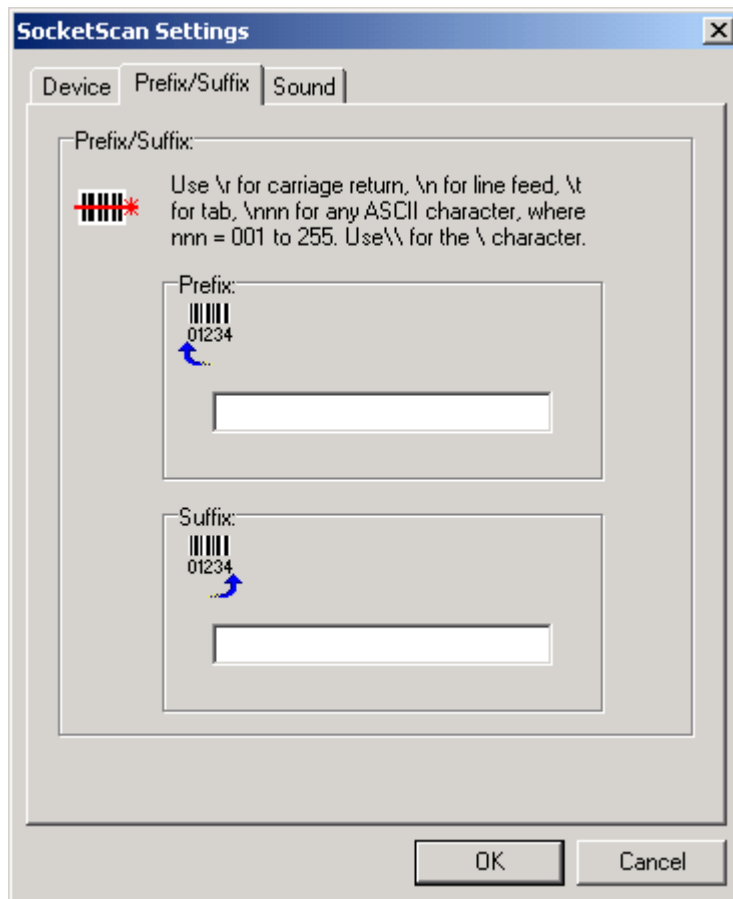 SocketScan Settings
Device Prefix/Suffix Sound
Prefix/Suffix:
Use \r for carriage return, \n for line feed, \t
for tab, \nnn for any ASCII character, where
nnn = 001 to 255. Use\\ for the \ character.
Prefix:
01234
Suffix:
01234
OK Cancel